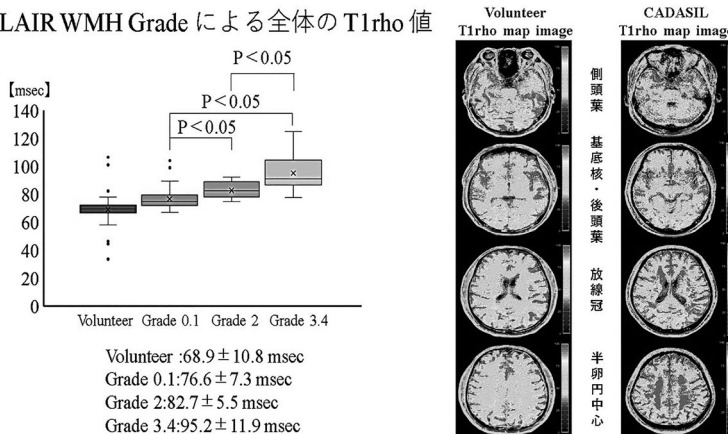 LAIR WMH Grade による全体の T1rho 値
P＜0.05
P＜0.05
P＜0.05
【msec】
140
120
100
80
60
40
20
0
Volunteer Grade 0.1 Grade 2 Grade 3.4
Volunteer :68.9±10.8 msec
Grade 0.1:76.6±7.3 msec
Grade 2:82.7±5.5 msec
Grade 3.4:95.2±11.9 msec
Volunteer
T1rho map image
CADASIL
T1rho map image
側頭葉
基底核・後頭葉
放線冠
半卵円中心